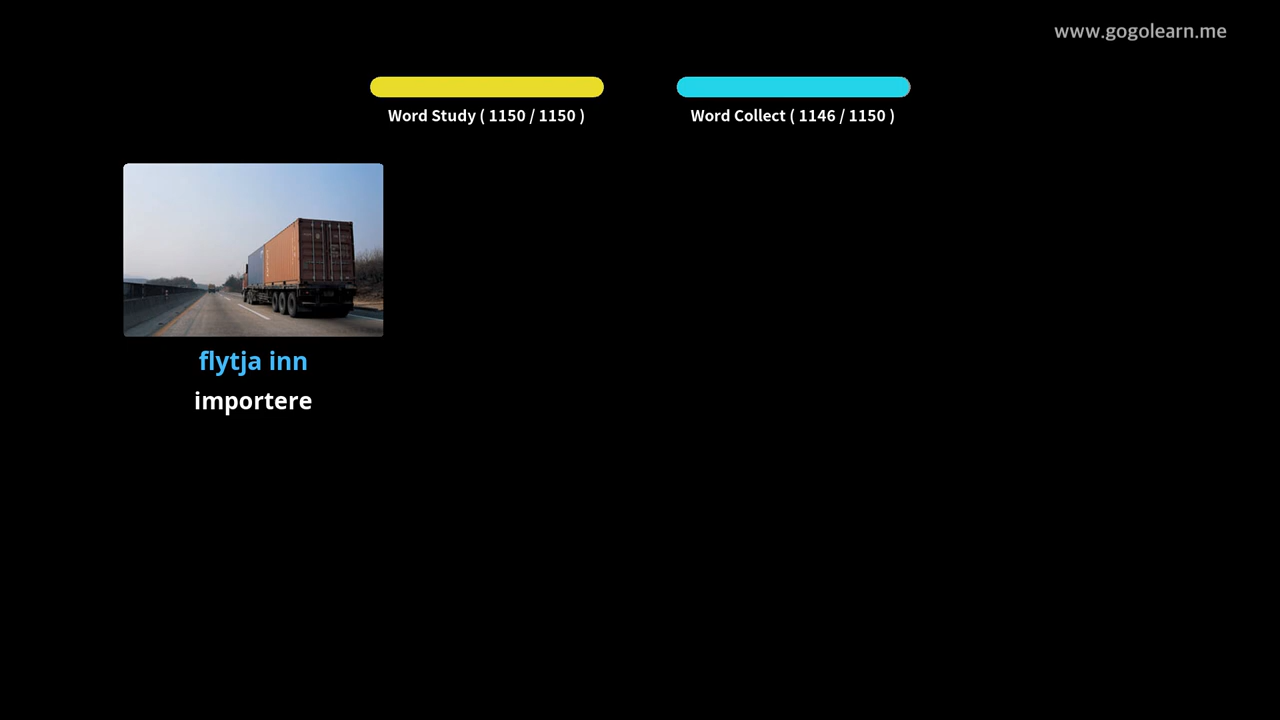 www.gogolearn.me
Word Study ( 1150 / 1150 )
Word Collect ( 1146 / 1150 )
flytja inn
importere